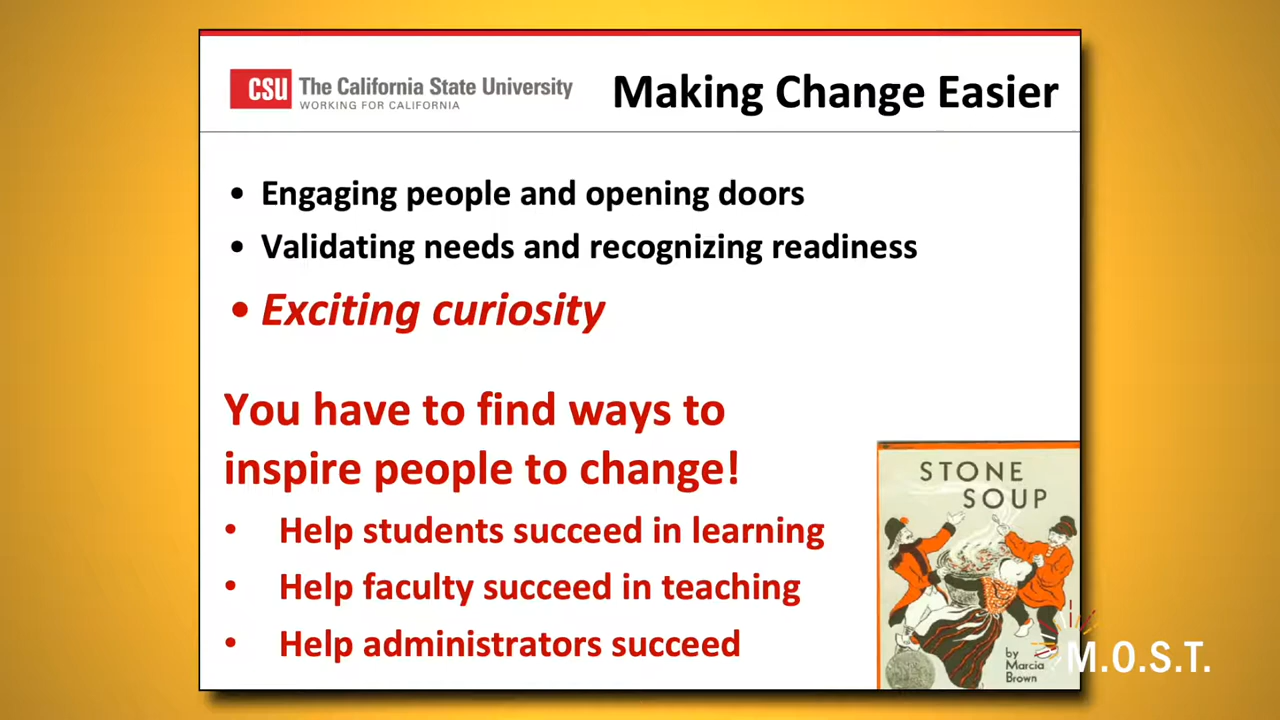 CSU The California State University
WORKING FOR CALIFORNIA
Making Change Easier
• Engaging people and opening doors
• Validating needs and recognizing readiness
• Exciting curiosity
You have to find ways to
inspire people to change!
• Help students succeed in learning
• Help faculty succeed in teaching
• Help administrators succeed
STONE
SOUP
by
Marcia
Brown
M.O.S.T.